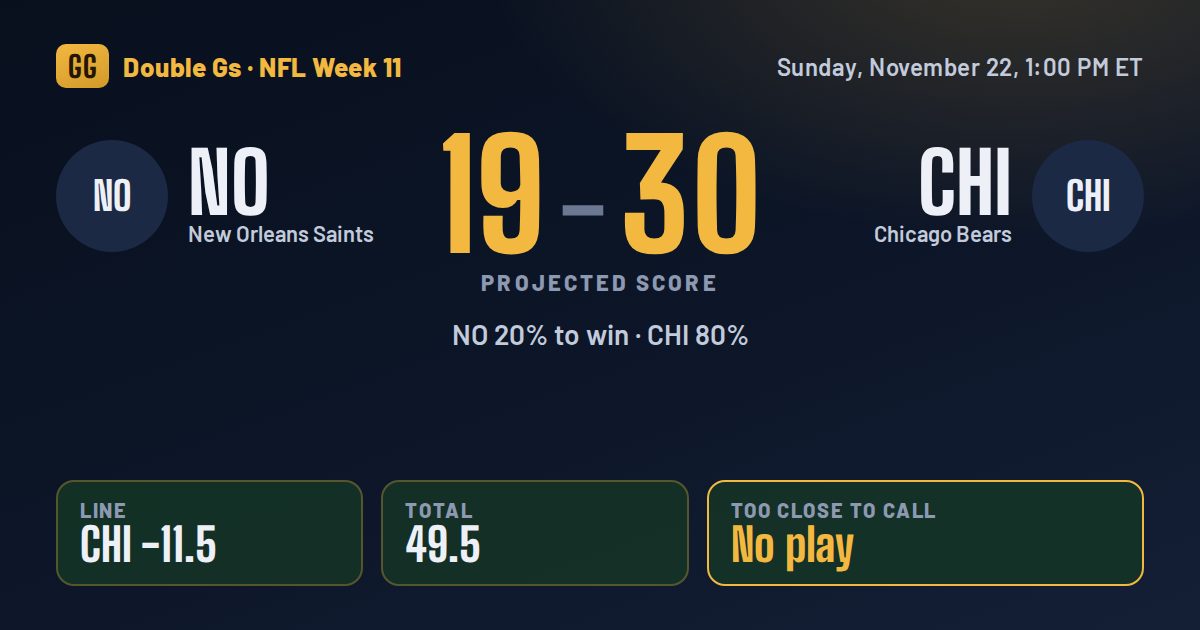 GG Double Gs · NFL Week 11
Sunday, November 22, 1:00 PM ET
NO
NO
New Orleans Saints
19 – 30
PROJECTED SCORE
NO 20% to win · CHI 80%
CHI
Chicago Bears
CHI
LINE
CHI −11.5
TOTAL
49.5
TOO CLOSE TO CALL
No play